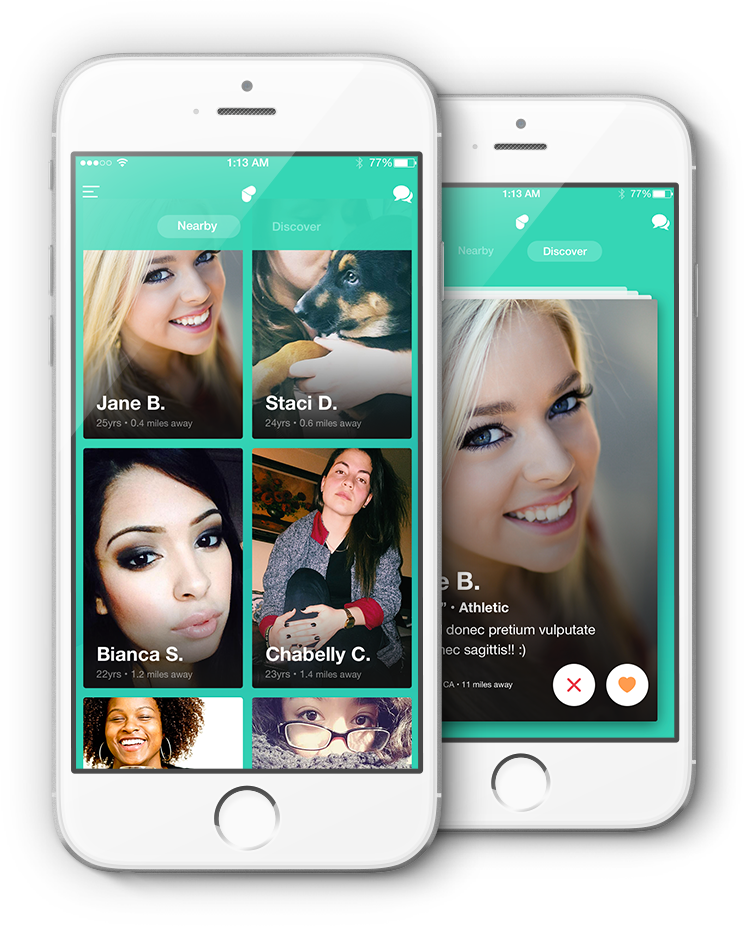 1:13 AM 77%
Nearby Discover
Jane B. Staci D.
25yrs • 0.4 miles away 24yrs • 0.6 miles away
Bianca S. Chabelly C.
22yrs • 1.2 miles away 23yrs • 1.4 miles away
1:13 AM 77%
Nearby Discover
e B.
" • Athletic
donec pretium vulputate
nec sagittis!! :)
CA • 11 miles away